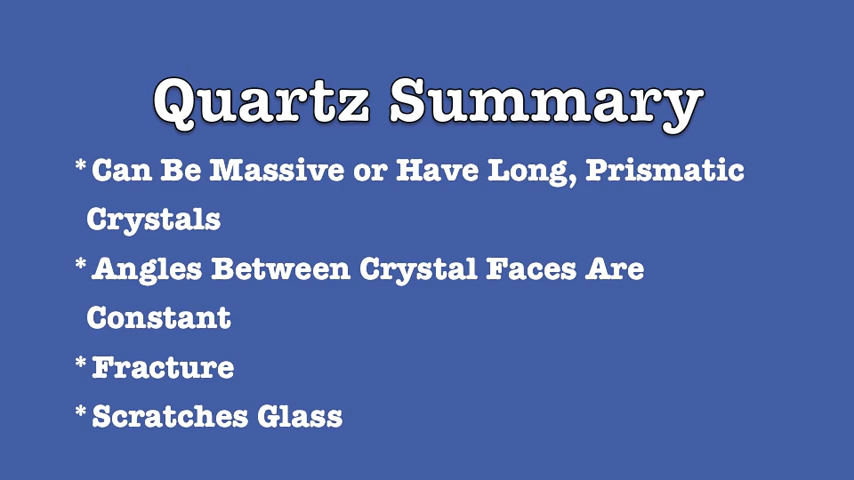 Quartz Summary
* Can Be Massive or Have Long, Prismatic
Crystals
* Angles Between Crystal Faces Are
Constant
* Fracture
* Scratches Glass